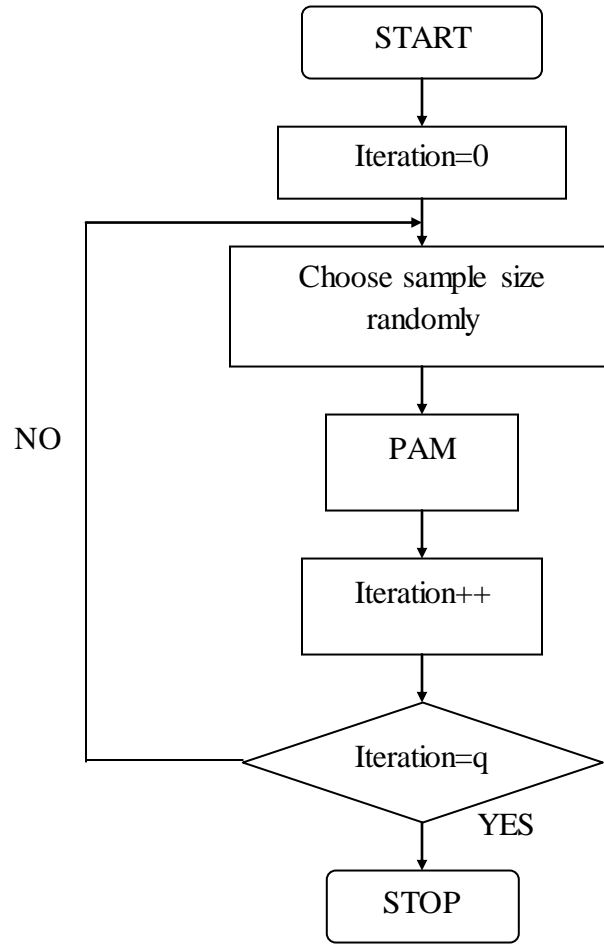 START
Iteration=0
Choose sample size
randomly
NO
PAM
Iteration++
Iteration=q
YES
STOP